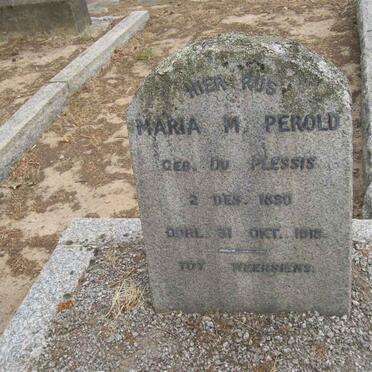 HIER RUS
MARIA M. PEROLD
GEB. DU PLESSIS
2 DES. 1880
OORL. 31 OKT. 1918
TOT WEERSIENS.